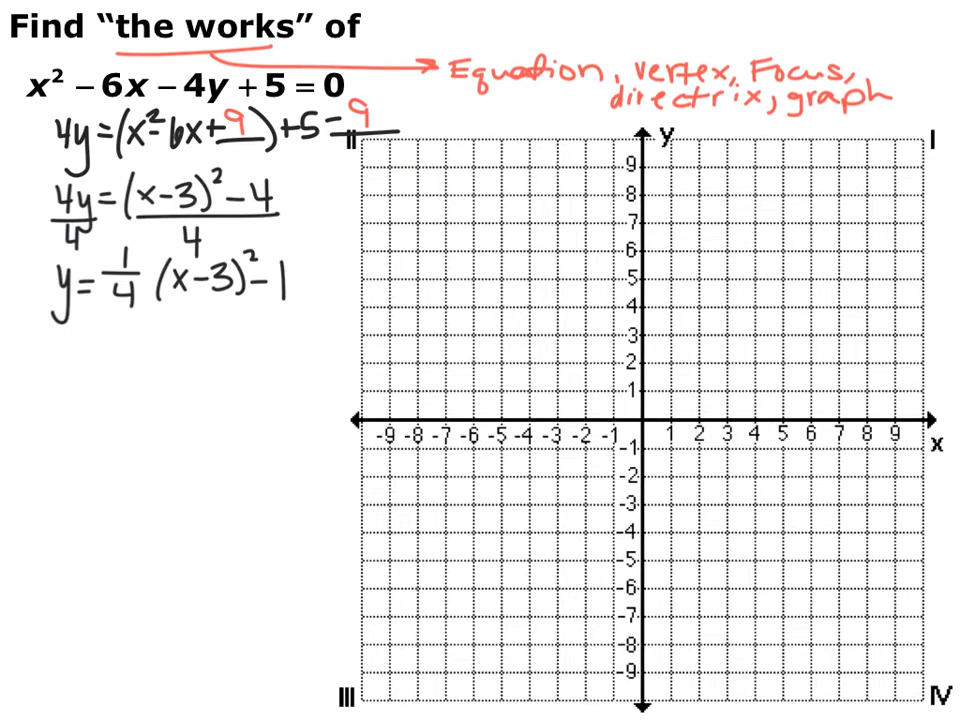 Find “the works” of
x² − 6x − 4y + 5 = 0
Equation, vertex, Focus,
directrix, graph
4y = (x² - 6x + 9) + 5 - 9
4y = (x - 3)² - 4
4 4
y = 1/4 (x - 3)² - 1
II y I
9
8
7
6
5
4
3
2
1
-9 -8 -7 -6 -5 -4 -3 -2 -1 1 2 3 4 5 6 7 8 9 x
-1
-2
-3
-4
-5
-6
-7
-8
-9
III IV